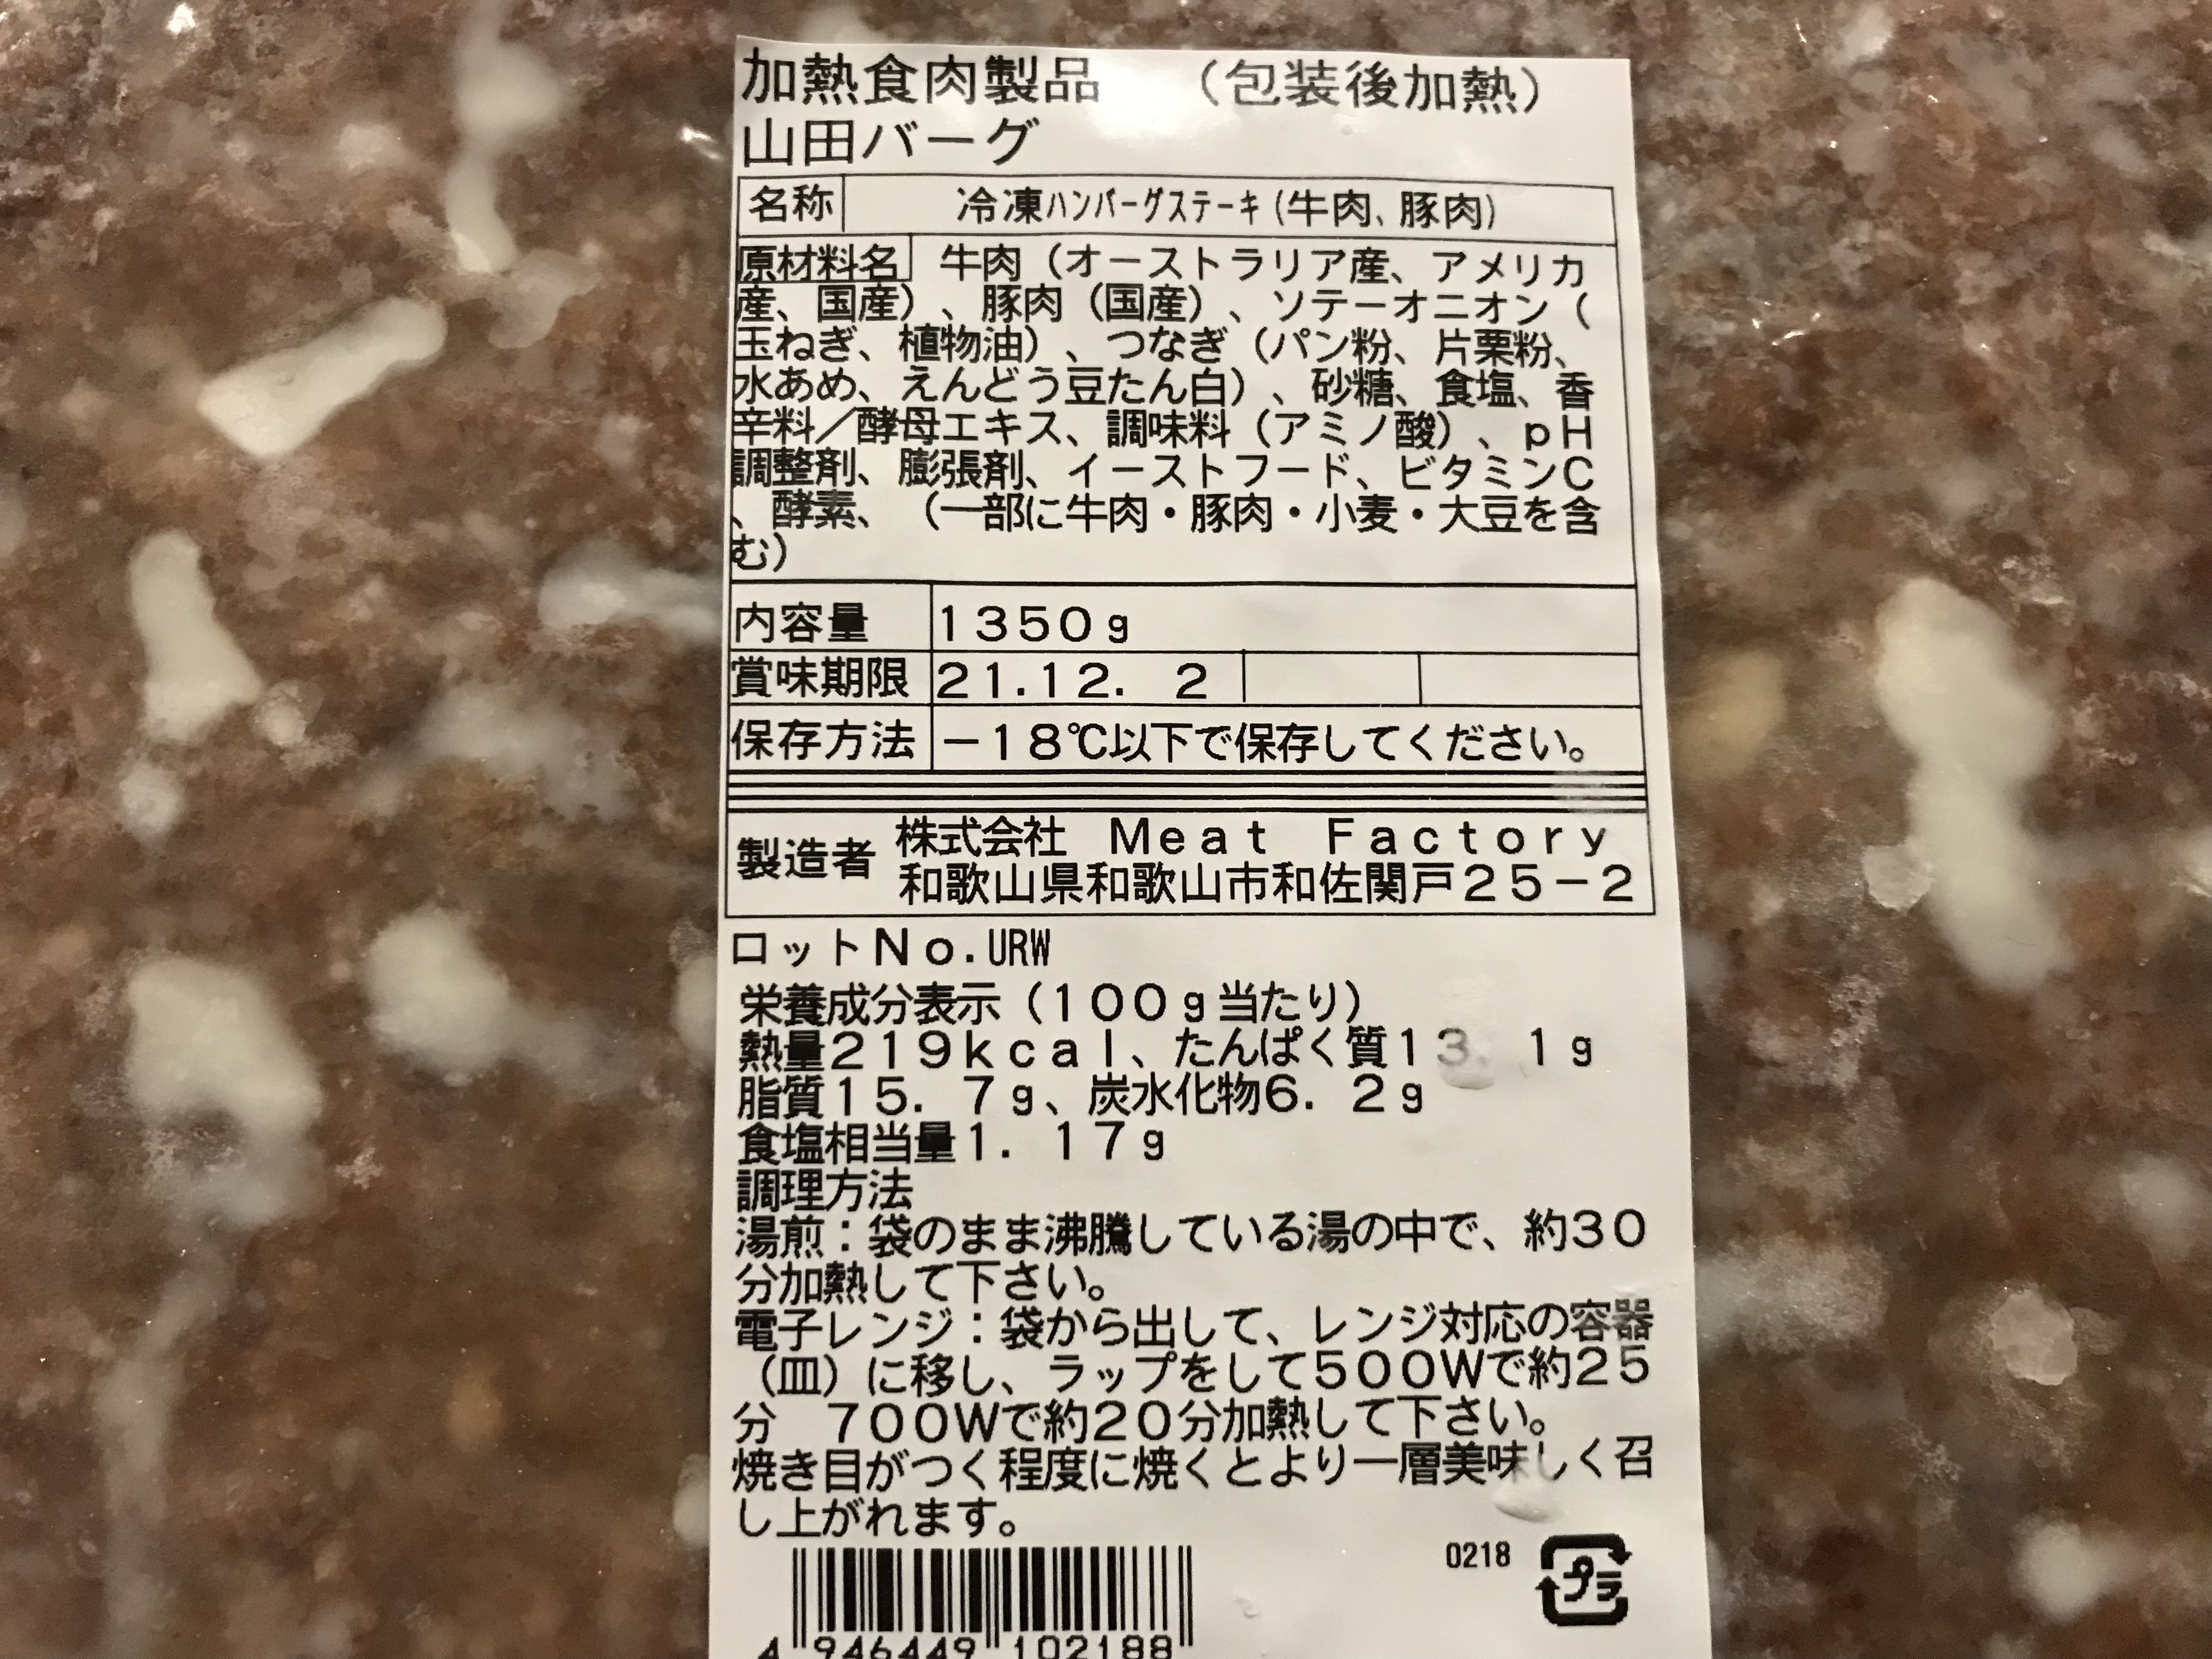 加熱食肉製品　（包装後加熱）
山田バーグ
名称　冷凍ﾊﾝﾊﾞｰｸﾞｽﾃｰｷ(牛肉、豚肉)
原材料名　牛肉（オーストラリア産、アメリカ
産、国産）、豚肉（国産）、ソテーオニオン（
玉ねぎ、植物油）、つなぎ（パン粉、片栗粉、
水あめ、えんどう豆たん白）、砂糖、食塩、香
辛料／酵母エキス、調味料（アミノ酸）、ｐＨ
調整剤、膨張剤、イーストフード、ビタミンＣ
、酵素、（一部に牛肉・豚肉・小麦・大豆を含
む）
内容量　１３５０ｇ
賞味期限　２１.１２.　２
保存方法　－１８℃以下で保存してください。
製造者　株式会社　Ｍｅａｔ　Ｆａｃｔｏｒｙ
和歌山県和歌山市和佐関戸２５－２
ロットＮｏ.URW
栄養成分表示（１００ｇ当たり）
熱量２１９ｋｃａｌ、たんぱく質１３．１ｇ
脂質１５．７ｇ、炭水化物６．２ｇ
食塩相当量１．１７ｇ
調理方法
湯煎：袋のまま沸騰している湯の中で、約３０
分加熱して下さい。
電子レンジ：袋から出して、レンジ対応の容器
（皿）に移し、ラップをして５００Ｗで約２５
分　７００Ｗで約２０分加熱して下さい。
焼き目がつく程度に焼くとより一層美味しく召
し上がれます。
0218 プラ
4 946449 102188